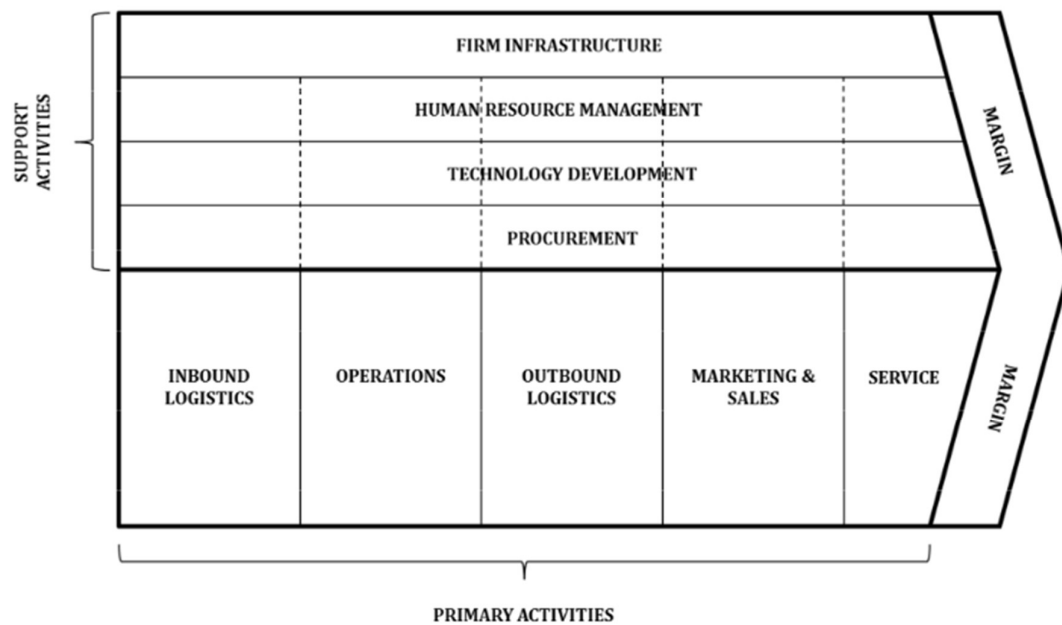 FIRM INFRASTRUCTURE
HUMAN RESOURCE MANAGEMENT
TECHNOLOGY DEVELOPMENT
PROCUREMENT
SUPPORT
ACTIVITIES
MARGIN
INBOUND
LOGISTICS
OPERATIONS
OUTBOUND
LOGISTICS
MARKETING &
SALES
SERVICE
MARGIN
PRIMARY ACTIVITIES